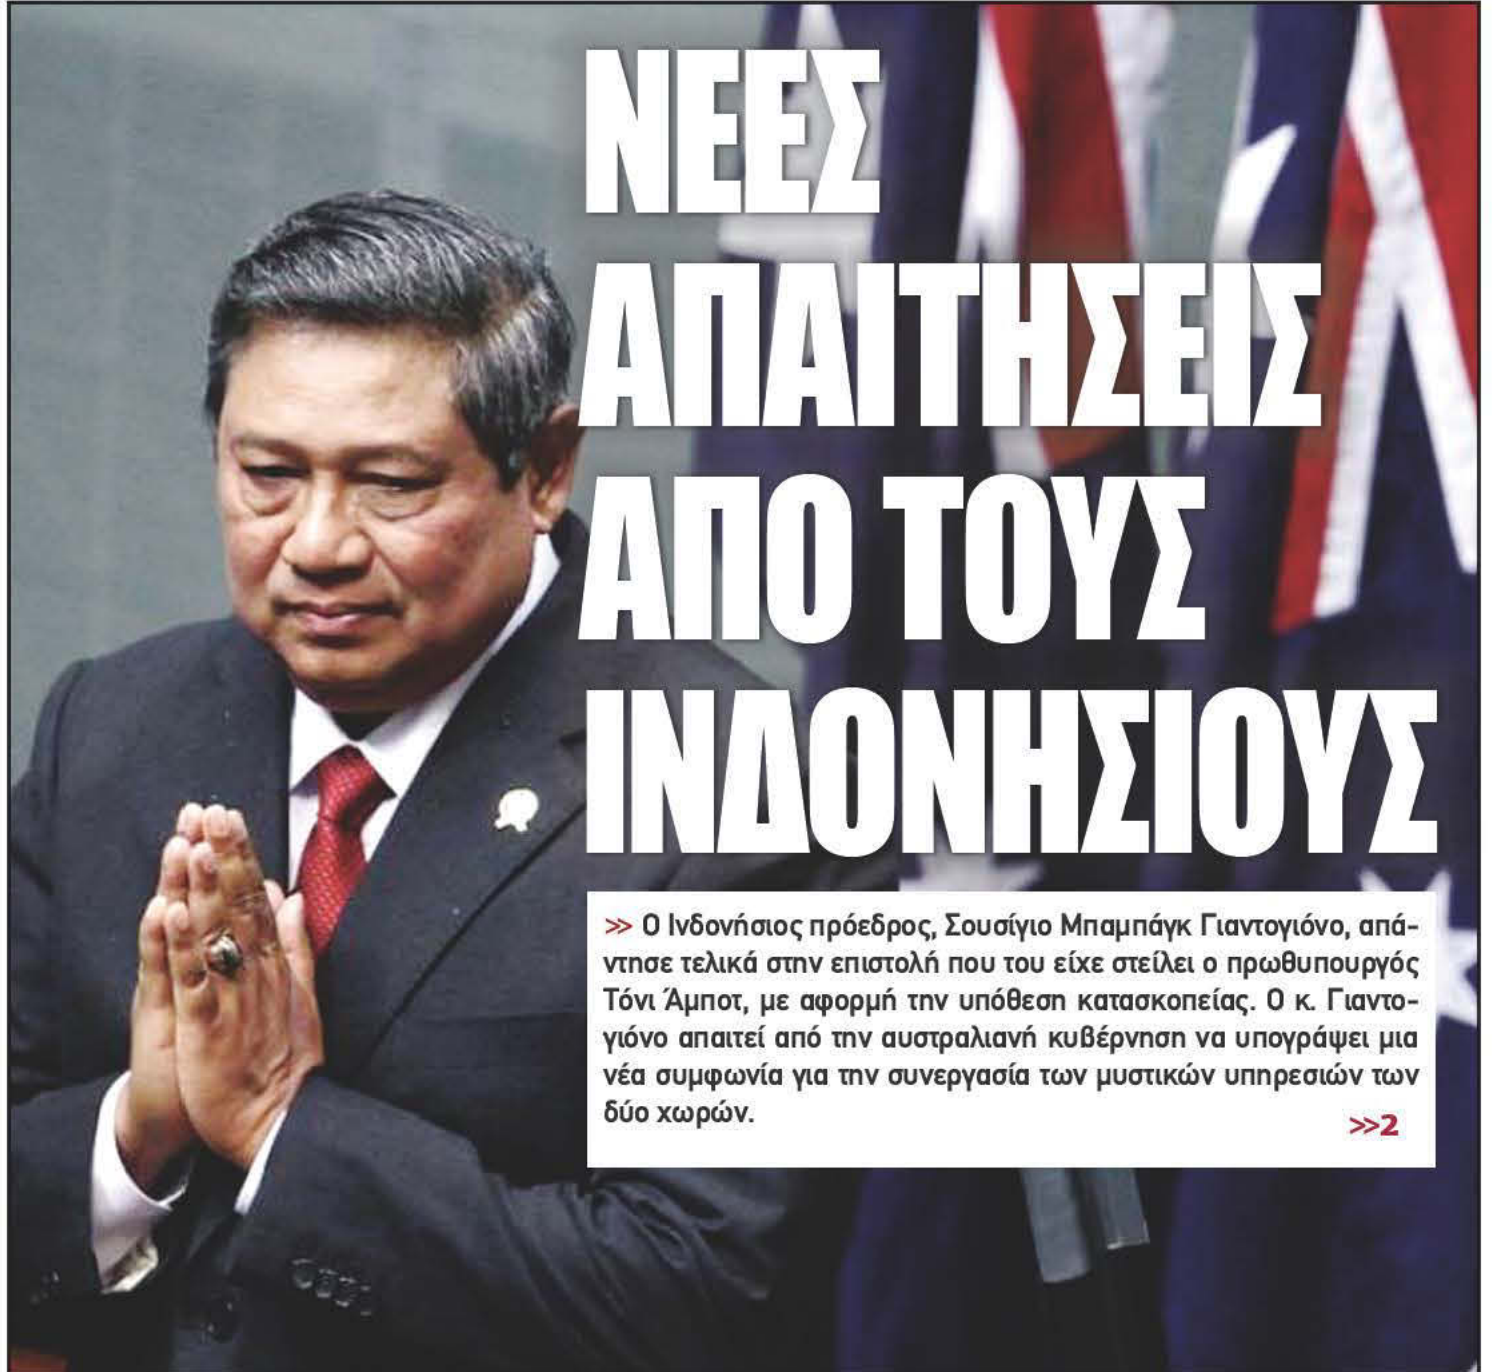 ΝΕΕΣ
ΑΠΑΙΤΗΣΕΙΣ
ΑΠΟ ΤΟΥΣ
ΙΝΔΟΝΗΣΙΟΥΣ
>> Ο Ινδονήσιος πρόεδρος, Σουσίγιο Μπαμπάγκ Γιαντογιόνο, απά-
ντησε τελικά στην επιστολή που του είχε στείλει ο πρωθυπουργός
Τόνι Άμποτ, με αφορμή την υπόθεση κατασκοπείας. Ο κ. Γιαντο-
γιόνο απαιτεί από την αυστραλιανή κυβέρνηση να υπογράψει μια
νέα συμφωνία για την συνεργασία των μυστικών υπηρεσιών των
δύο χωρών.
>>2